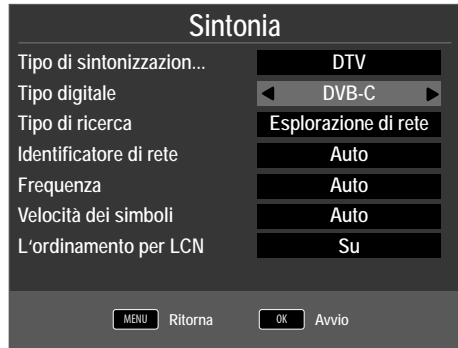 Sintonia
Tipo di sintonizzazion... DTV
Tipo digitale DVB-C
Tipo di ricerca Esplorazione di rete
Identificatore di rete Auto
Frequenza Auto
Velocità dei simboli Auto
L‘ordinamento per LCN Su
MENU Ritorna OK Avvio